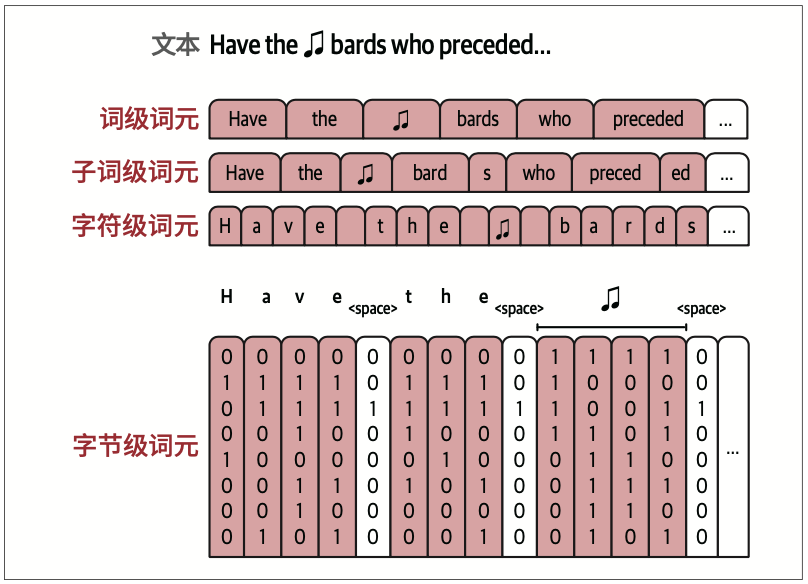 文本 Have the ♫ bards who preceded...
词级词元 Have the ♫ bards who preceded ...
子词级词元 Have the ♫ bard s who preced ed ...
字符级词元 H a v e t h e ♫ b a r d s ...
H a v e <space> t h e <space> ♫ <space>
0 0 0 0 0 0 0 0 0 1 1 1 1 0
1 1 1 1 0 1 1 1 0 1 0 0 0 0
0 1 1 1 1 1 1 1 1 1 0 0 1 1
0 0 1 0 0 1 0 0 0 1 1 0 1 0
字节级词元 1 0 0 0 0 0 1 0 0 0 1 1 1 0 ...
0 0 1 1 0 1 0 1 0 0 1 1 0 0
0 0 1 0 0 0 0 0 0 0 1 1 1 0
0 1 0 1 0 0 0 1 0 0 1 1 0 0